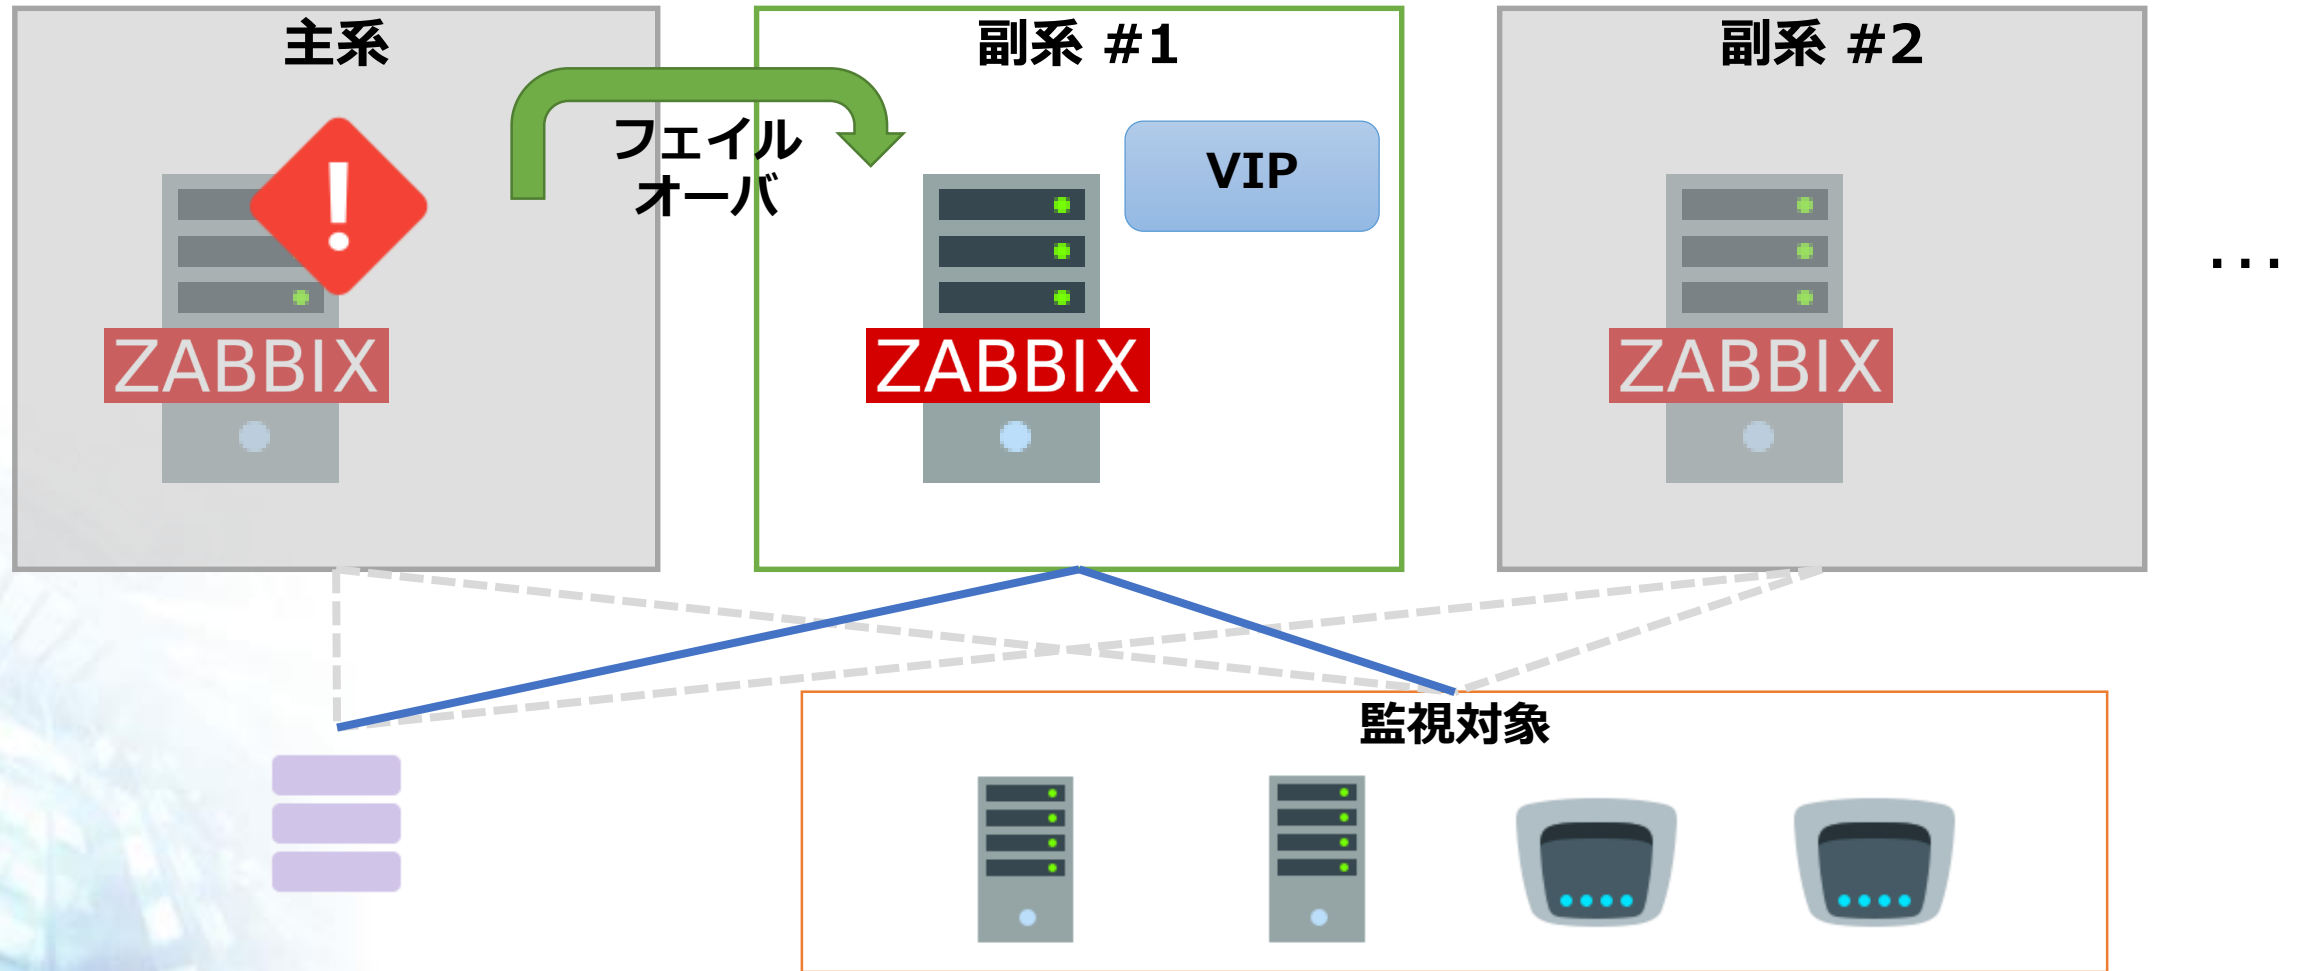 主系
副系 #1
副系 #2
フェイル
オーバ
VIP
ZABBIX
ZABBIX
ZABBIX
...
監視対象